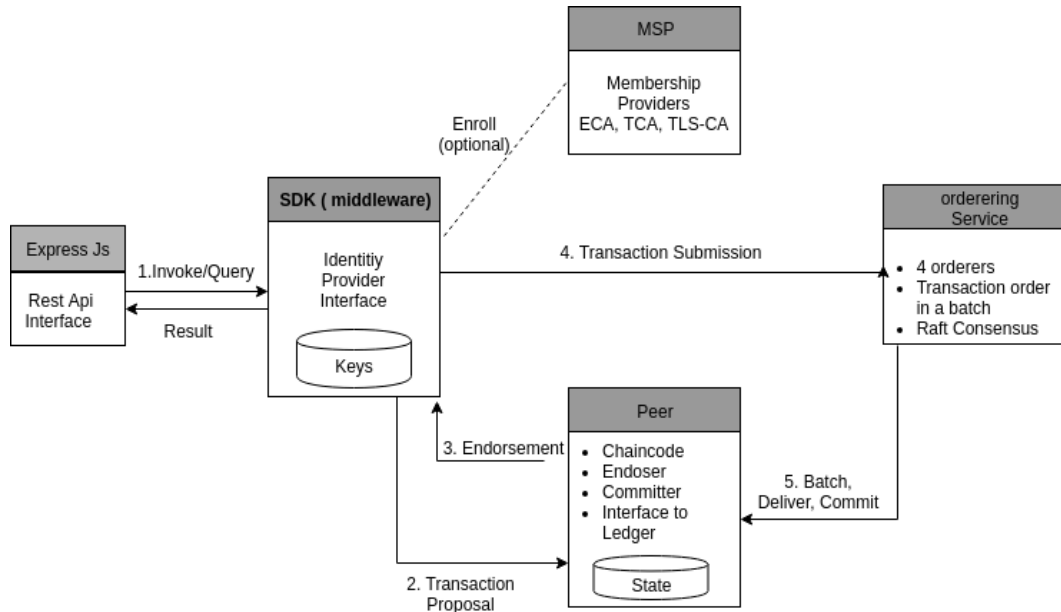 MSP
Membership
Providers
ECA, TCA, TLS-CA
Enroll
(optional)
SDK ( middleware)
Identitiy
Provider
Interface
Keys
Express Js
Rest Api
Interface
1.Invoke/Query
Result
4. Transaction Submission
orderering
Service
• 4 orderers
• Transaction order
in a batch
• Raft Consensus
Peer
• Chaincode
• Endoser
• Committer
• Interface to
Ledger
State
3. Endorsement
5. Batch,
Deliver, Commit
2. Transaction
Proposal